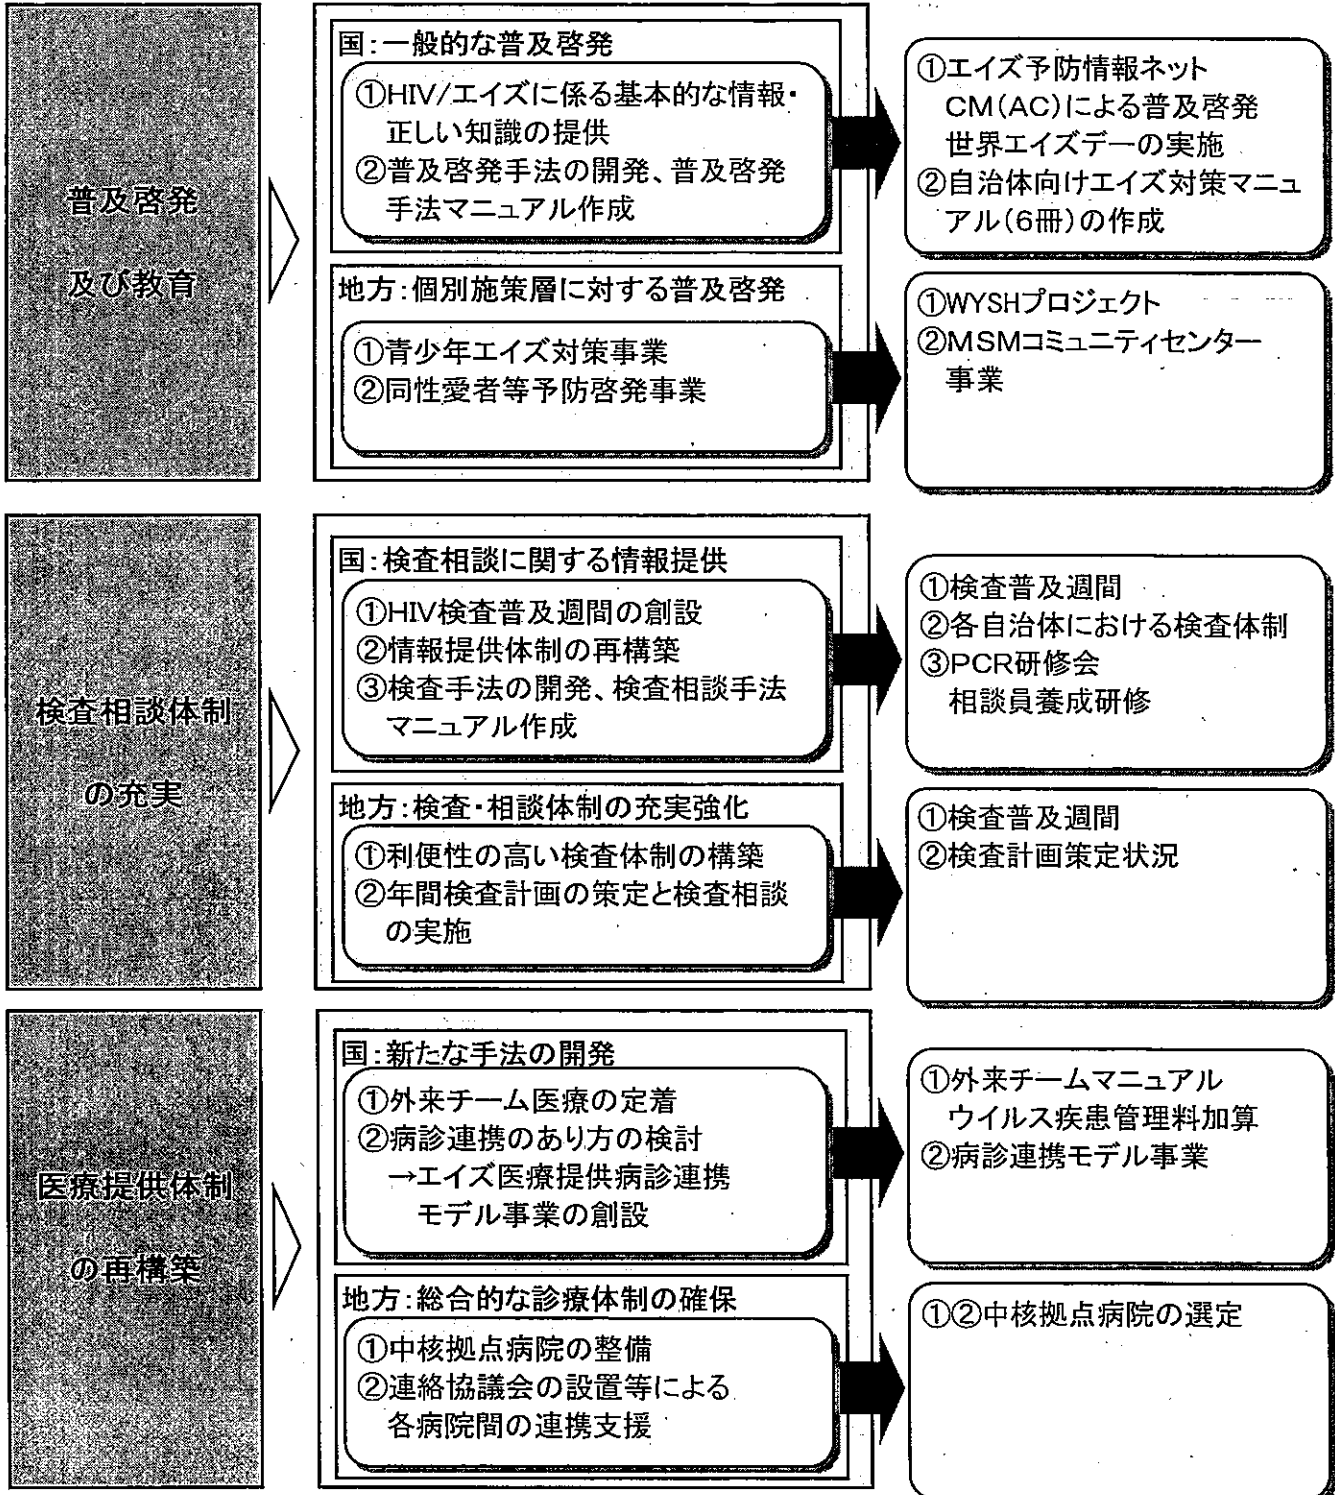 普及啓発
及び教育
国:一般的な普及啓発
①HIV/エイズに係る基本的な情報・
正しい知識の提供
②普及啓発手法の開発、普及啓発
手法マニュアル作成
①エイズ予防情報ネット
CM(AC)による普及啓発
世界エイズデーの実施
②自治体向けエイズ対策マニュ
アル(6冊)の作成
地方:個別施策層に対する普及啓発
①青少年エイズ対策事業
②同性愛者等予防啓発事業
①WYSHプロジェクト
②MSMコミュニティセンター
事業
検査相談体制
の充実
国:検査相談に関する情報提供
①HIV検査普及週間の創設
②情報提供体制の再構築
③検査手法の開発、検査相談手法
マニュアル作成
①検査普及週間
②各自治体における検査体制
③PCR研修会
相談員養成研修
地方:検査・相談体制の充実強化
①利便性の高い検査体制の構築
②年間検査計画の策定と検査相談
の実施
①検査普及週間
②検査計画策定状況
医療提供体制
の再構築
国:新たな手法の開発
①外来チーム医療の定着
②病診連携のあり方の検討
→エイズ医療提供病診連携
モデル事業の創設
①外来チームマニュアル
ウイルス疾患管理料加算
②病診連携モデル事業
地方:総合的な診療体制の確保
①中核拠点病院の整備
②連絡協議会の設置等による
各病院間の連携支援
①②中核拠点病院の選定